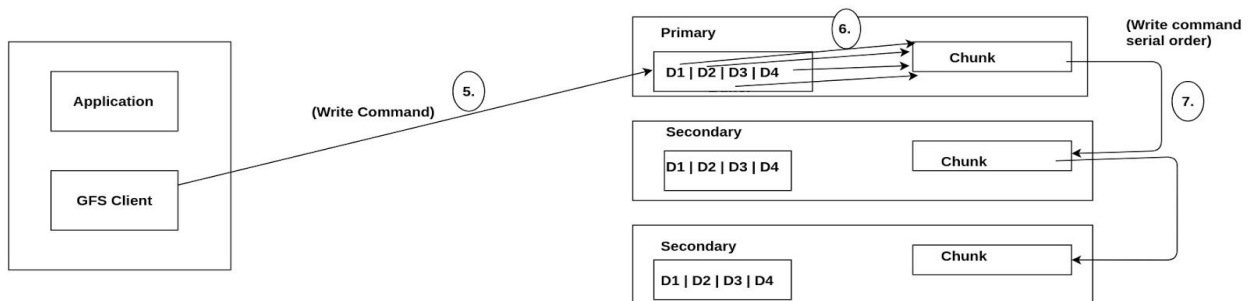 Application
GFS Client
(Write Command)
5.
Primary
D1 | D2 | D3 | D4
6.
Chunk
(Write command
serial order)
7.
Secondary
D1 | D2 | D3 | D4
Chunk
Secondary
D1 | D2 | D3 | D4
Chunk